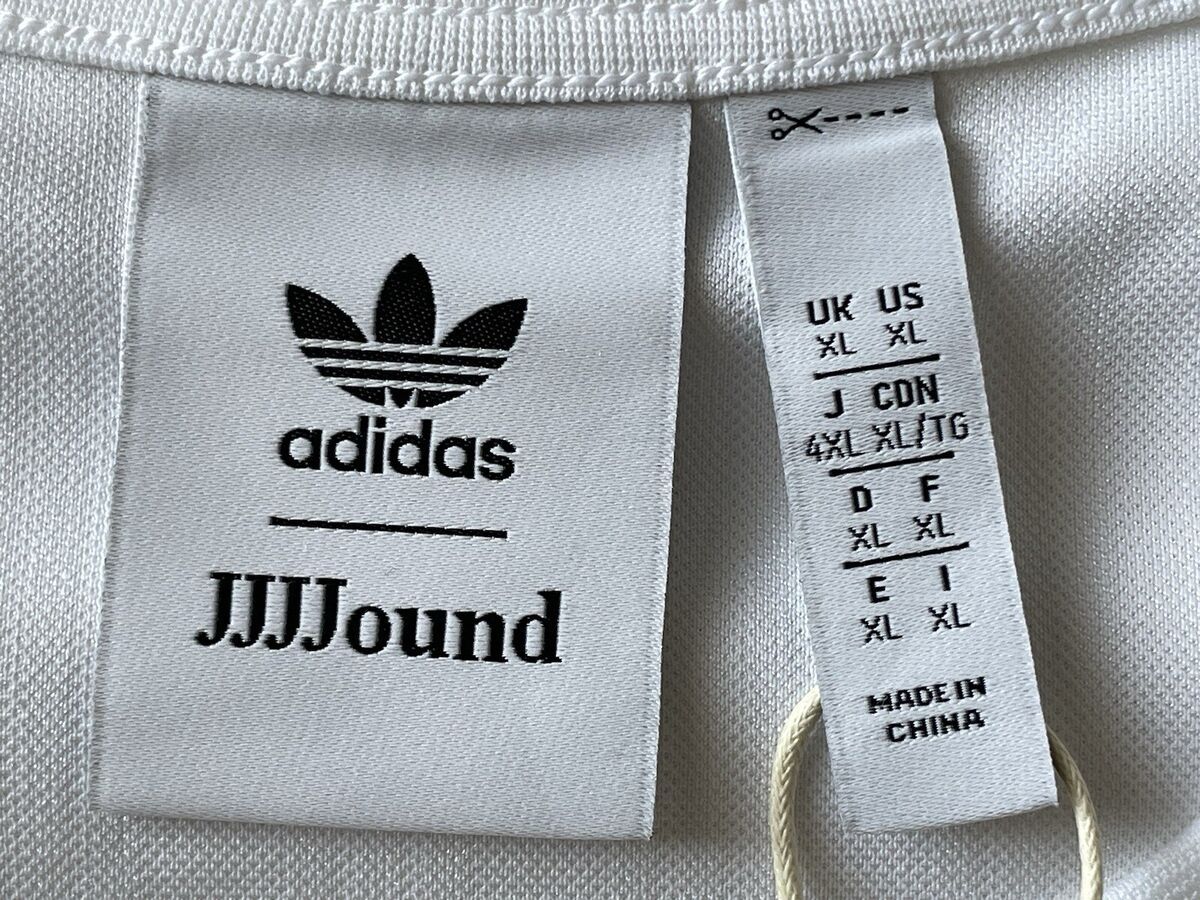 adidas
JJJJound
UK US
XL XL
J CDN
4XL XL/TG
D F
XL XL
E I
XL XL
MADE IN
CHINA